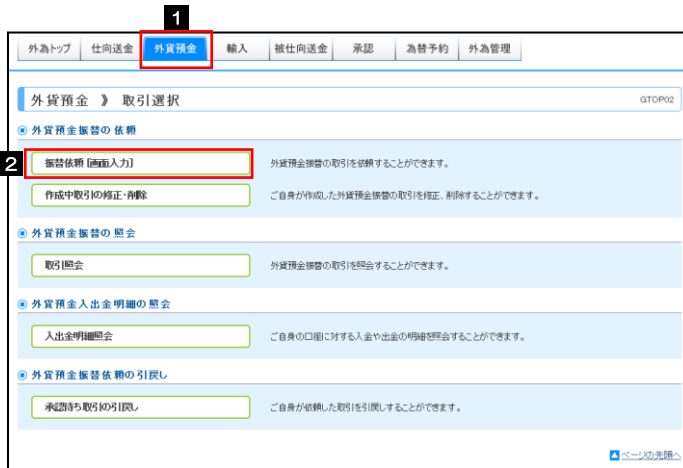 1
外為トップ 仕向送金 外貨預金 輸入 被仕向送金 承認 為替予約 外為管理
外貨預金 》 取引選択 GTOP02
外貨預金振替の依頼
2
振替依頼[画面入力] 外貨預金振替の取引を依頼することができます。
作成中取引の修正・削除 ご自身が作成した外貨預金振替の取引を修正、削除することができます。
外貨預金振替の照会
取引照会 外貨預金振替の取引を照会することができます。
外貨預金入出金明細の照会
入出金明細照会 ご自身の口座に対する入金や出金の明細を照会することができます。
外貨預金振替依頼の引戻し
承認待ち取引の引戻し ご自身が依頼した取引を引戻しすることができます。
ページの先頭へ